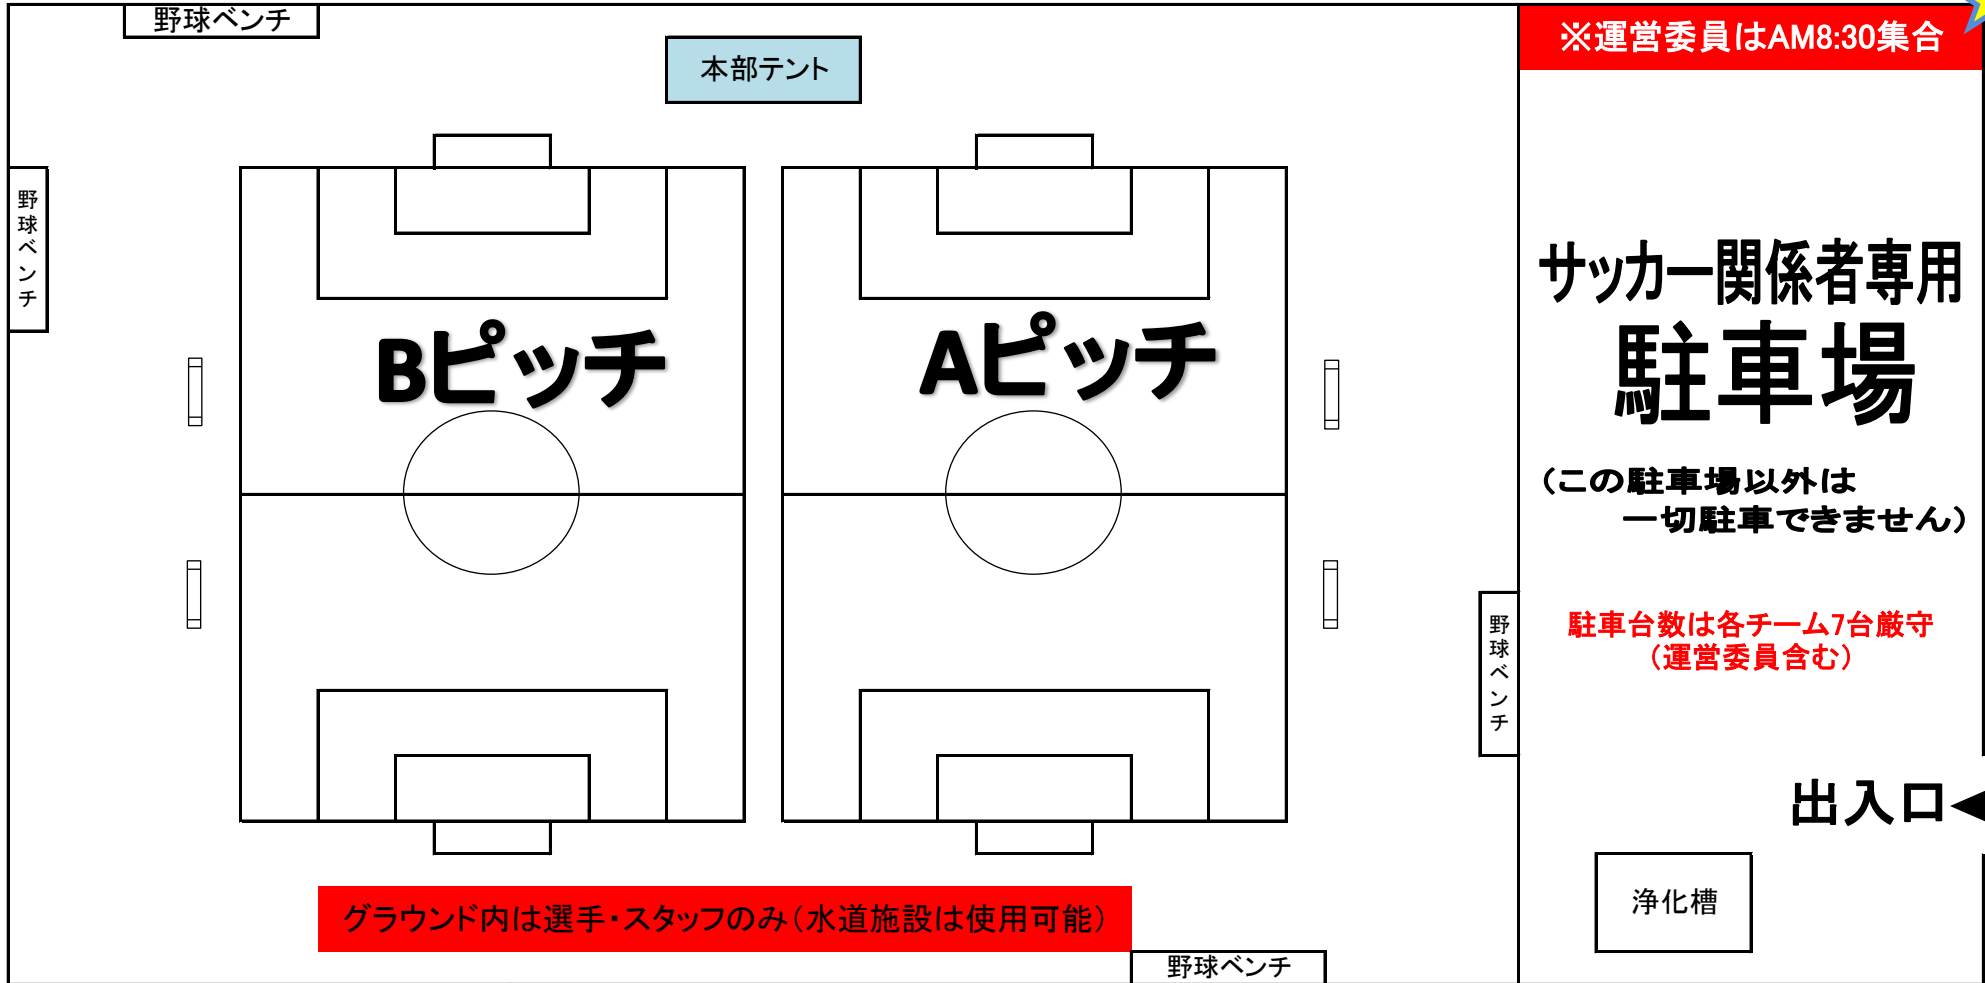 野球ベンチ
※運営委員はAM8:30集合
本部テント
野球ベンチ
サッカー関係者専用
駐車場
Bピッチ
Aピッチ
（この駐車場以外は
一切駐車できません）
駐車台数は各チーム7台厳守
（運営委員含む）
野球ベンチ
出入口
浄化槽
グラウンド内は選手・スタッフのみ（水道施設は使用可能）
野球ベンチ